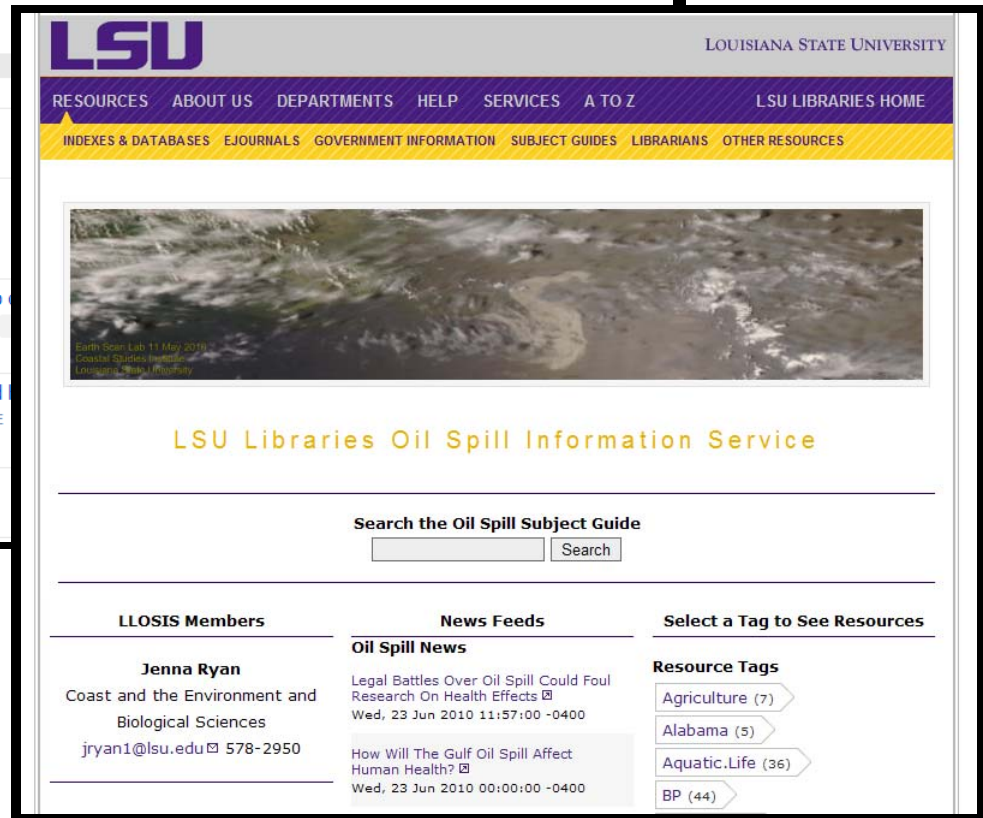 LSU
LOUISIANA STATE UNIVERSITY
RESOURCES ABOUT US DEPARTMENTS HELP SERVICES A TO Z LSU LIBRARIES HOME
INDEXES & DATABASES EJOURNALS GOVERNMENT INFORMATION SUBJECT GUIDES LIBRARIANS OTHER RESOURCES
Earth Scan Lab 11 May 2010
Coastal Studies Institute
Louisiana State University
LSU Libraries Oil Spill Information Service
Search the Oil Spill Subject Guide
Search
LLOSIS Members
Jenna Ryan
Coast and the Environment and
Biological Sciences
jryan1@lsu.edu 578-2950
News Feeds
Oil Spill News
Legal Battles Over Oil Spill Could Foul
Research On Health Effects
Wed, 23 Jun 2010 11:57:00 -0400
How Will The Gulf Oil Spill Affect
Human Health?
Wed, 23 Jun 2010 00:00:00 -0400
Select a Tag to See Resources
Resource Tags
Agriculture (7)
Alabama (5)
Aquatic.Life (36)
BP (44)